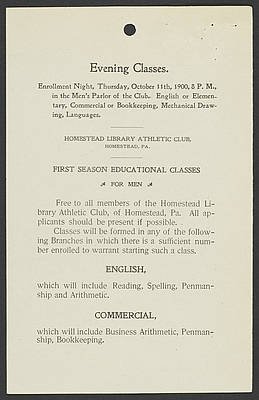 Evening Classes.
Enrollment Night, Thursday, October 11th, 1900, 8 P. M.,
in the Men's Parlor of the Club. English or Elemen-
tary, Commercial or Bookkeeping, Mechanical Draw-
ing, Languages.
HOMESTEAD LIBRARY ATHLETIC CLUB,
HOMESTEAD, PA.
FIRST SEASON EDUCATIONAL CLASSES
FOR MEN
Free to all members of the Homestead Li-
brary Athletic Club, of Homestead, Pa. All ap-
plicants should be present if possible.
Classes will be formed in any of the follow-
ing Branches in which there is a sufficient num-
ber enrolled to warrant starting such a class.
ENGLISH,
which will include Reading, Spelling, Penman-
ship and Arithmetic.
COMMERCIAL,
which will include Business Arithmetic, Penman-
ship, Bookkeeping.